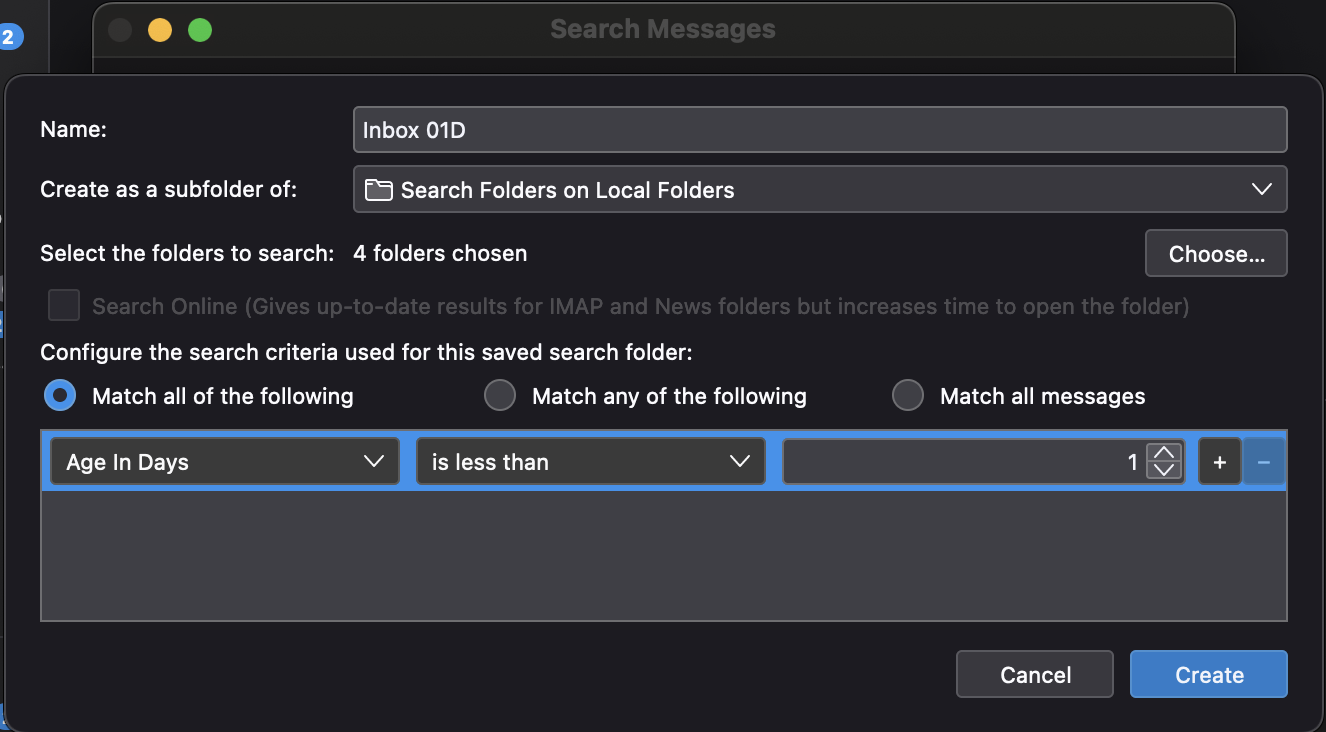 2
Search Messages
Name:
Inbox 01D
Create as a subfolder of:
Search Folders on Local Folders
Select the folders to search:
4 folders chosen
Choose...
Search Online (Gives up-to-date results for IMAP and News folders but increases time to open the folder)
Configure the search criteria used for this saved search folder:
Match all of the following
Match any of the following
Match all messages
Age In Days
is less than
1
+
−
Cancel
Create